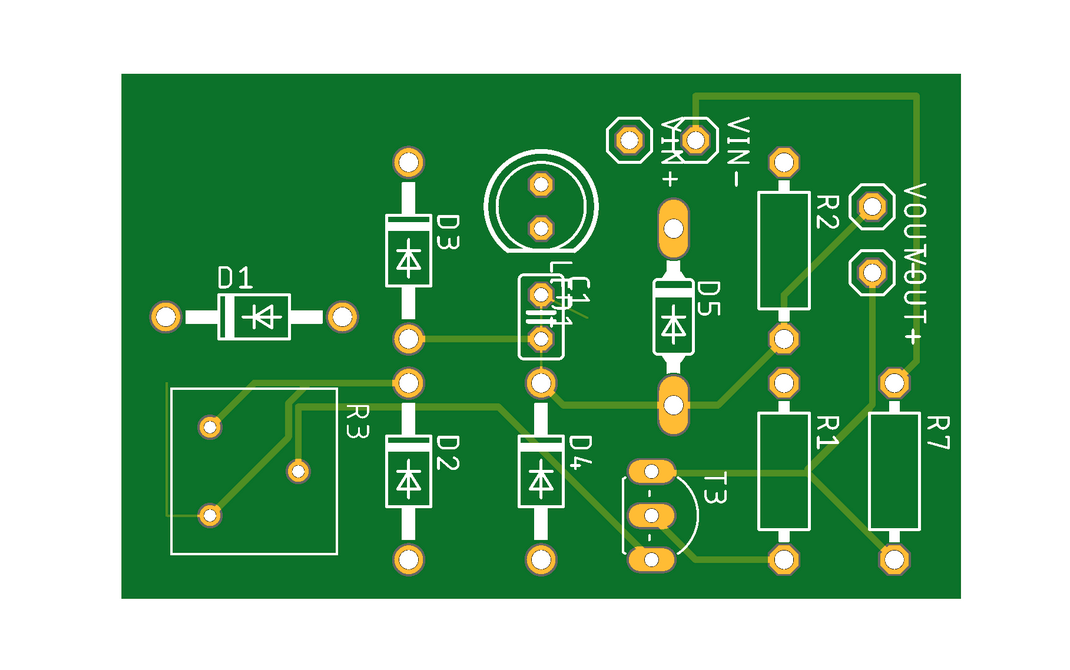 VIN+
VIN-
R2
D3
VOUT-
VOUT+
D1
LED1
C1
D5
R3
D2
D4
T3
R1
R7